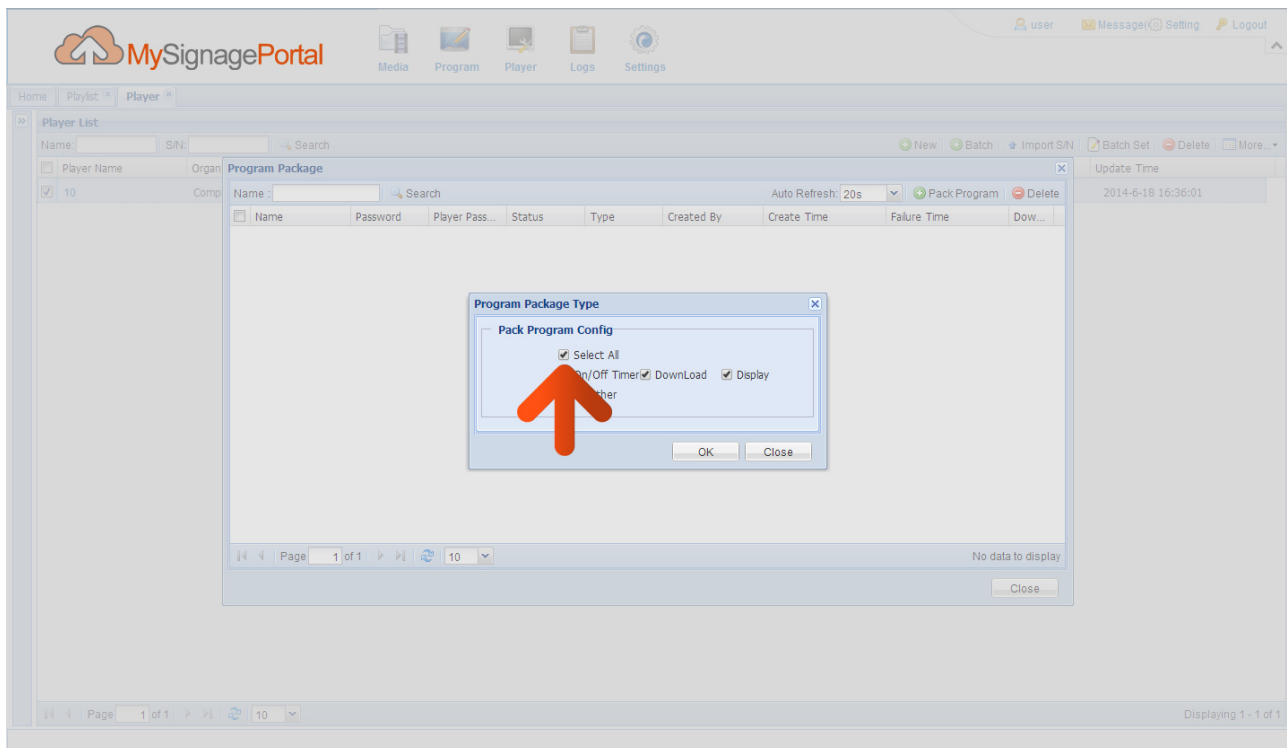 MySignagePortal
Media Program Player Logs Settings
user Message( Setting Logout
Home Playlist Player
Player List
Name: S/N: Search New Batch Import S/N Batch Set Delete More...
Player Name Organ Update Time
10 Comp 2014-6-18 16:36:01
Program Package
Name : Search Auto Refresh: 20s Pack Program Delete
Name Password Player Pass... Status Type Created By Create Time Failure Time Dow...
Program Package Type
Pack Program Config
Select All
On/Off Timer DownLoad Display
ther
OK Close
Page 1 of 1 10 No data to display
Close
Page 1 of 1 10 Displaying 1 - 1 of 1